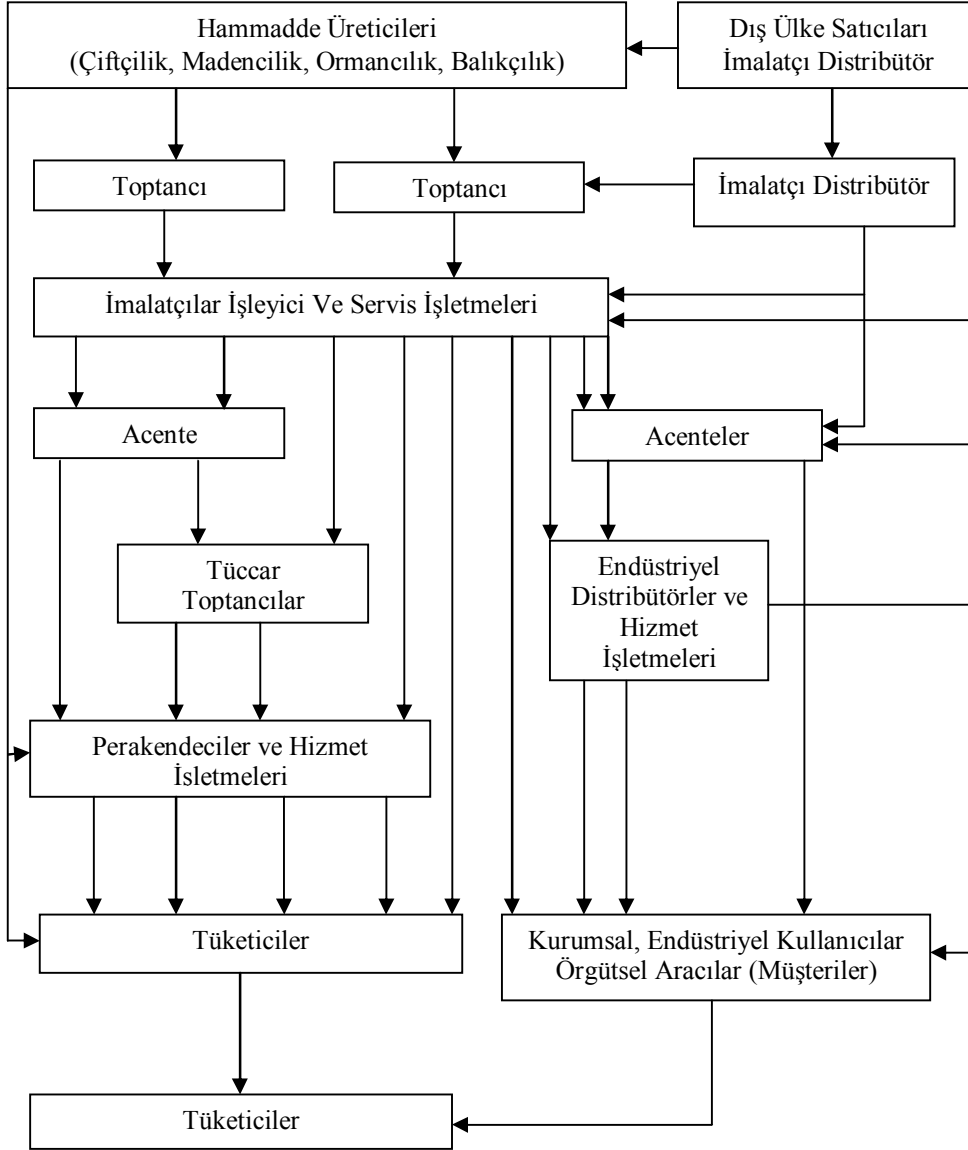 Hammadde Üreticileri
(Çiftçilik, Madencilik, Ormancılık, Balıkçılık)
Dış Ülke Satıcıları
İmalatçı Distribütör
Toptancı
Toptancı
İmalatçı Distribütör
İmalatçılar İşleyici Ve Servis İşletmeleri
Acente
Acenteler
Tüccar
Toptancılar
Endüstriyel
Distribütörler ve
Hizmet
İşletmeleri
Perakendeciler ve Hizmet
İsletmeleri
Tüketiciler
Kurumsal, Endüstriyel Kullanıcılar
Örgütsel Aracılar (Müşteriler)
Tüketiciler